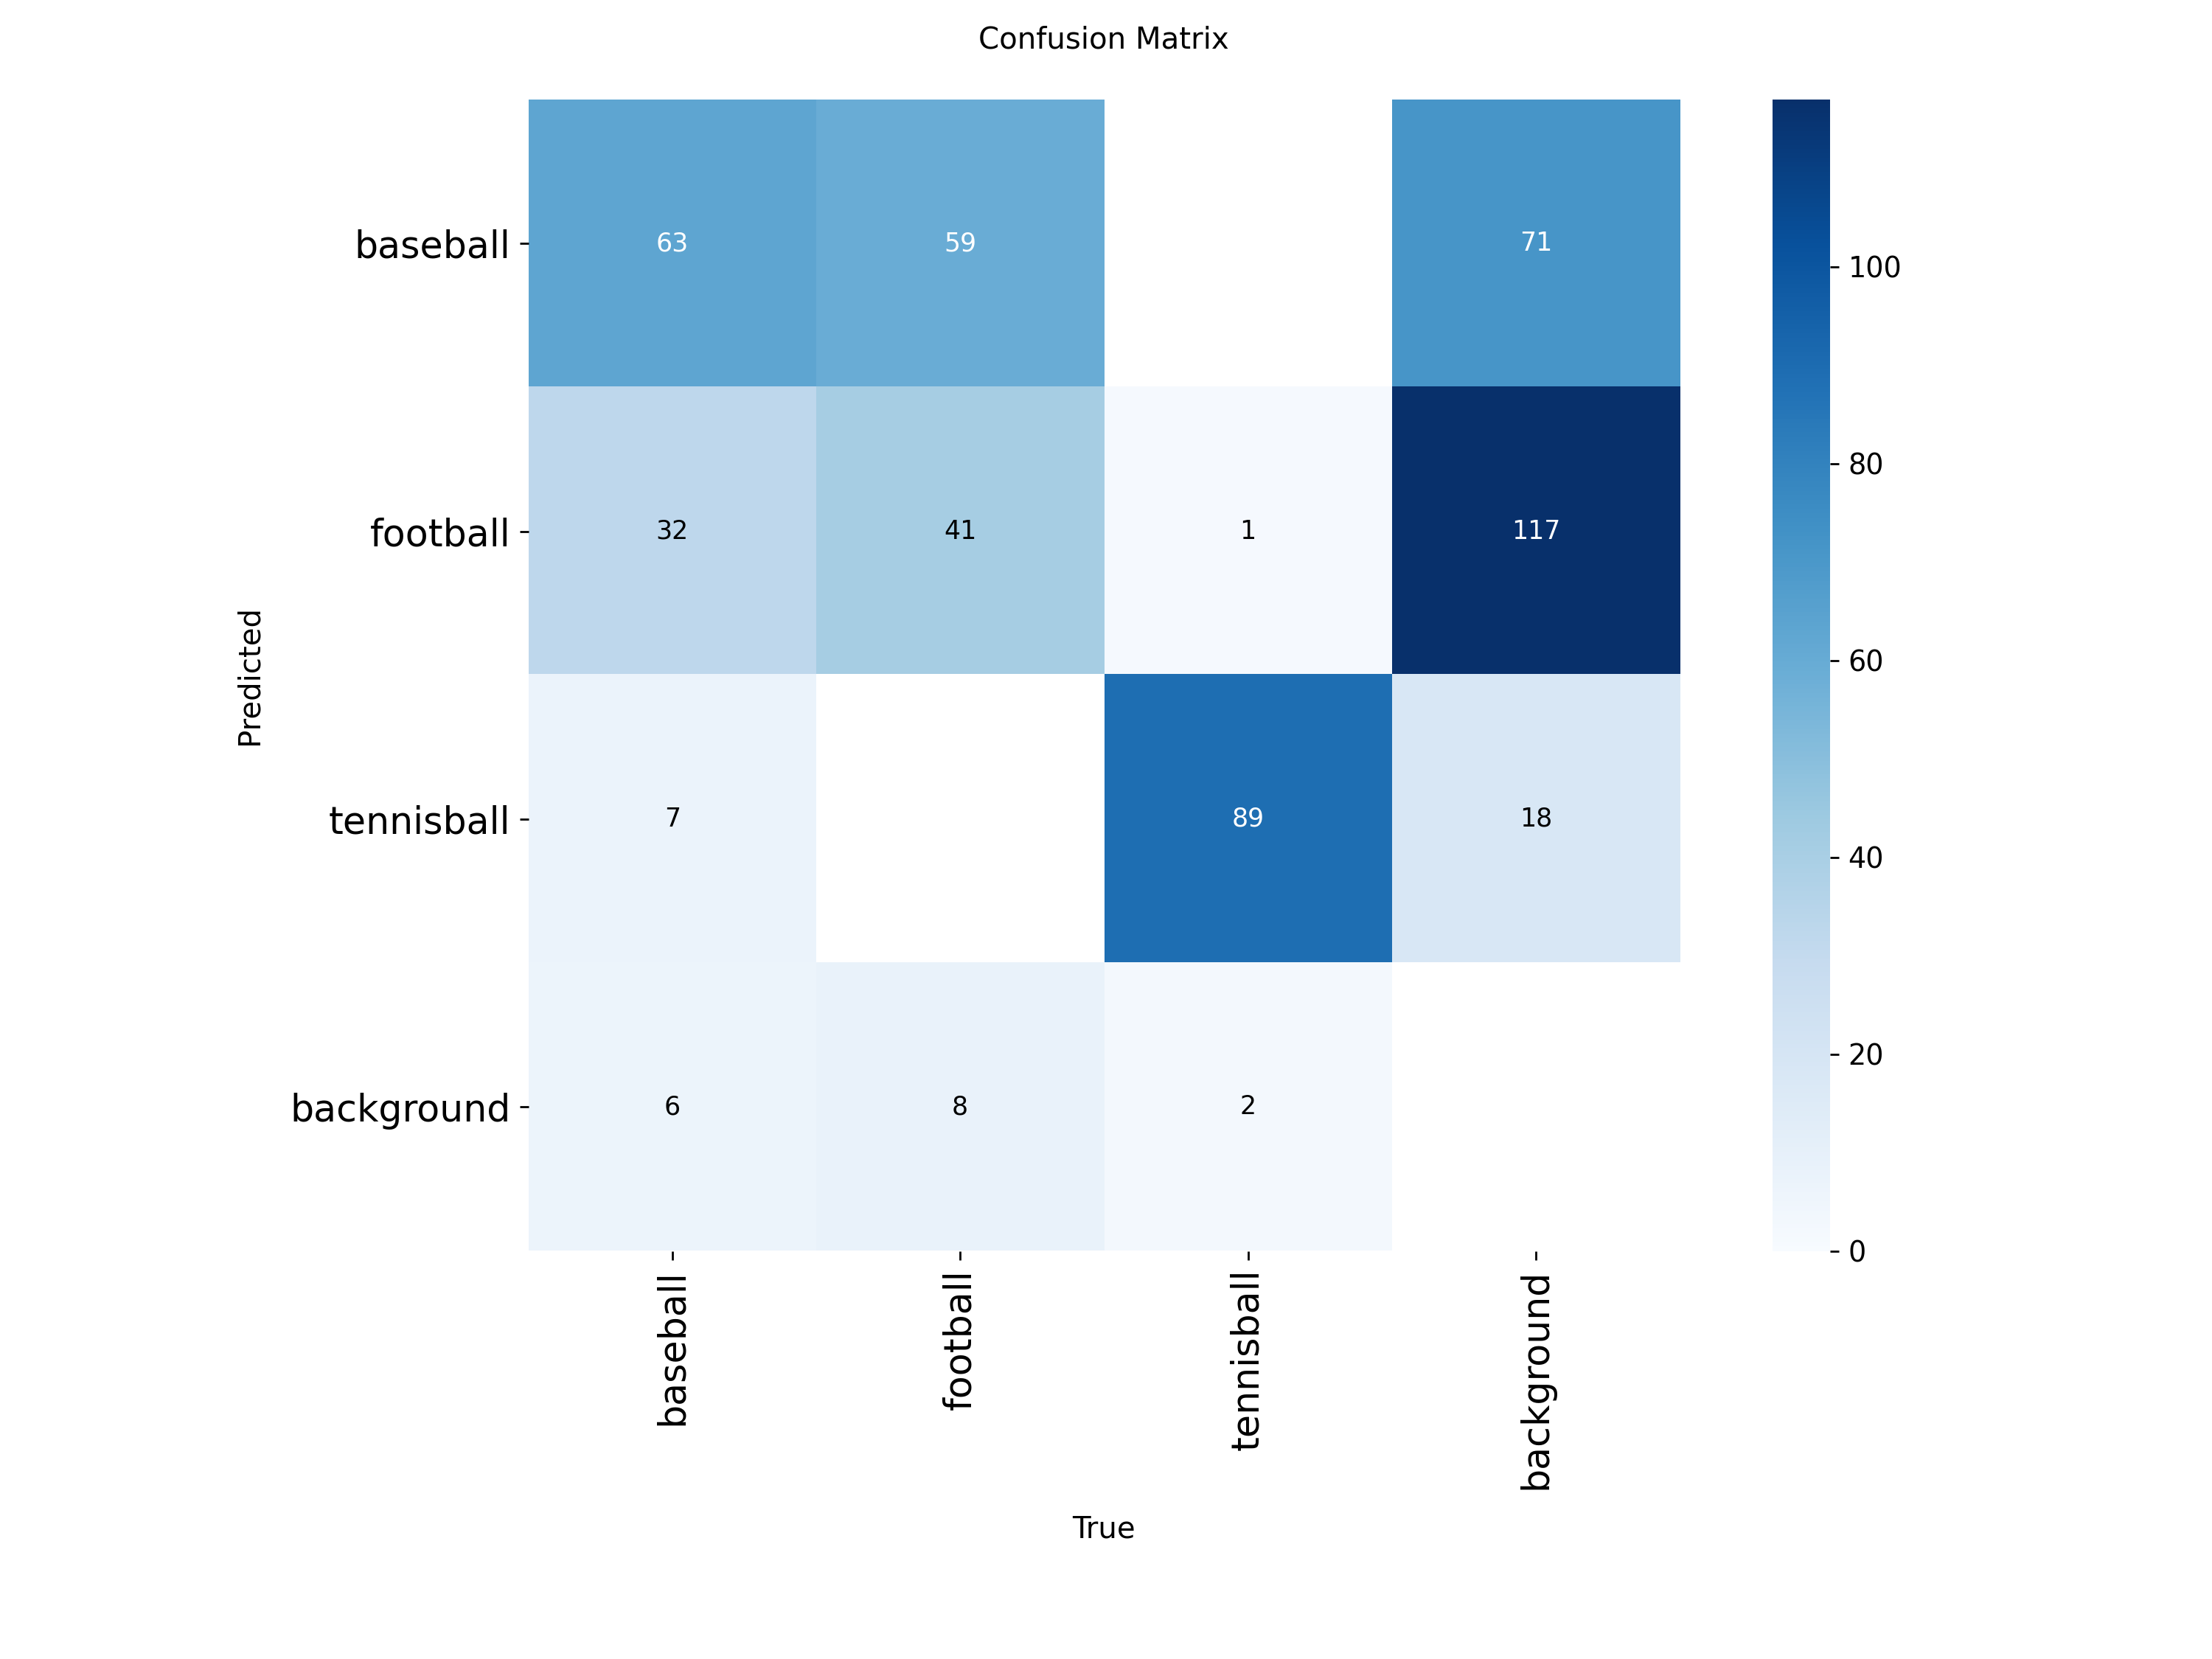 Confusion Matrix
baseball 63 59 71
100
80
football 32 41 1 117
60
Predicted
tennisball 7 89 18
40
20
background 6 8 2
0
baseball football tennisball background
True